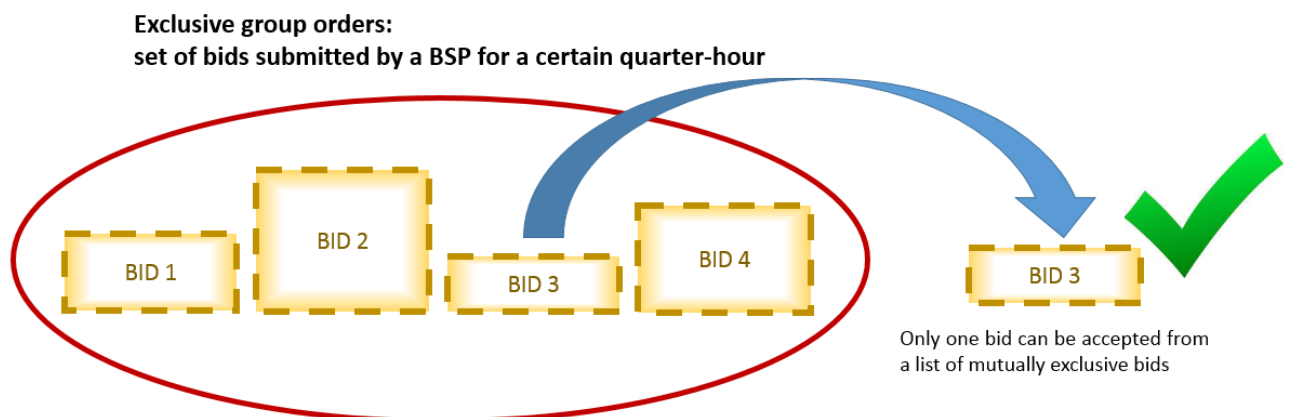 Exclusive group orders:
set of bids submitted by a BSP for a certain quarter-hour
BID 1
BID 2
BID 3
BID 4
BID 3
Only one bid can be accepted from
a list of mutually exclusive bids